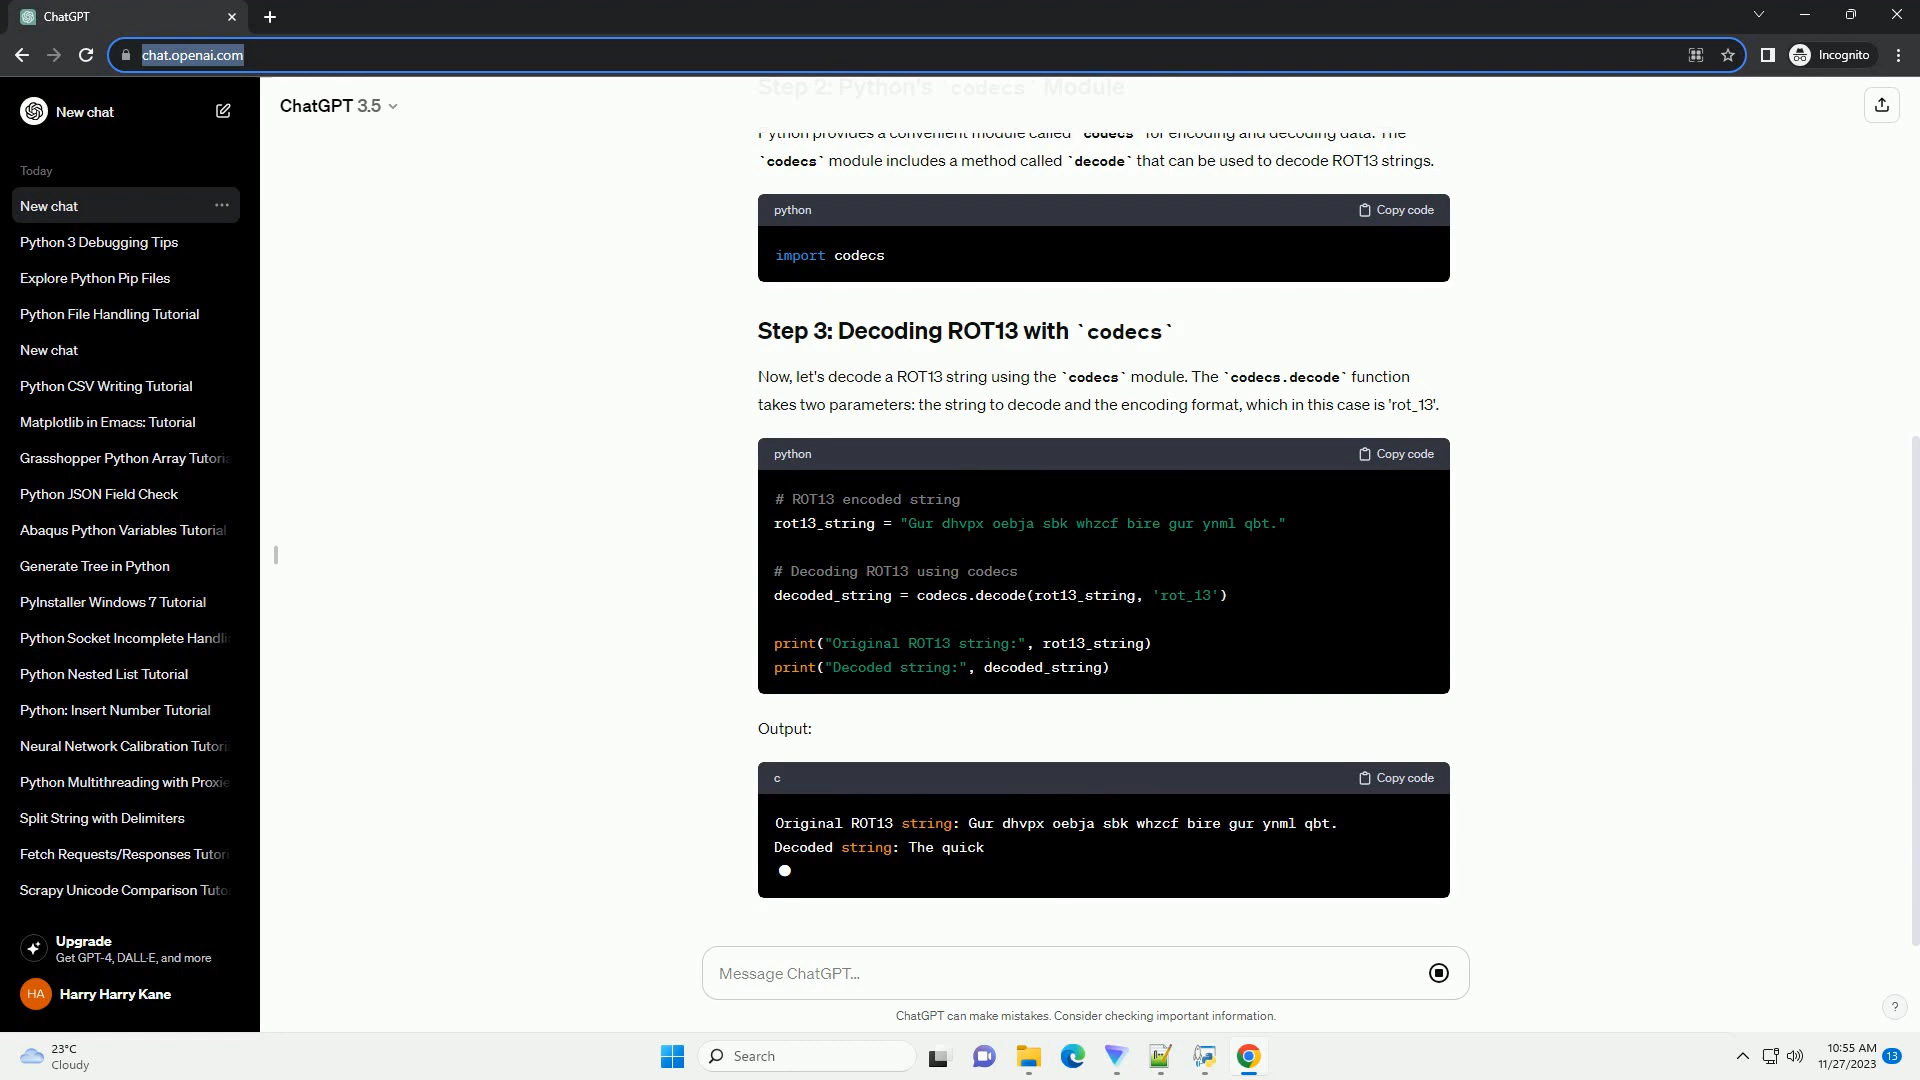 ChatGPT
chat.openai.com
Incognito
New chat
Today
New chat
Python 3 Debugging Tips
Explore Python Pip Files
Python File Handling Tutorial
New chat
Python CSV Writing Tutorial
Matplotlib in Emacs: Tutorial
Grasshopper Python Array Tutoria
Python JSON Field Check
Abaqus Python Variables Tutorial
Generate Tree in Python
PyInstaller Windows 7 Tutorial
Python Socket Incomplete Handli
Python Nested List Tutorial
Python: Insert Number Tutorial
Neural Network Calibration Tutori
Python Multithreading with Proxie
Split String with Delimiters
Fetch Requests/Responses Tutori
Scrapy Unicode Comparison Tuto
Upgrade
Get GPT-4, DALL·E, and more
HA Harry Harry Kane
ChatGPT 3.5
Step 2: Python's `codecs` Module
Python provides a convenient module called `codecs` for encoding and decoding data. The
`codecs` module includes a method called `decode` that can be used to decode ROT13 strings.
python Copy code
import codecs
Step 3: Decoding ROT13 with `codecs`
Now, let's decode a ROT13 string using the `codecs` module. The `codecs.decode` function
takes two parameters: the string to decode and the encoding format, which in this case is 'rot_13'.
python Copy code
# ROT13 encoded string
rot13_string = "Gur dhvpx oebja sbk whzcf bire gur ynml qbt."
# Decoding ROT13 using codecs
decoded_string = codecs.decode(rot13_string, 'rot_13')
print("Original ROT13 string:", rot13_string)
print("Decoded string:", decoded_string)
Output:
c Copy code
Original ROT13 string: Gur dhvpx oebja sbk whzcf bire gur ynml qbt.
Decoded string: The quick
Message ChatGPT...
ChatGPT can make mistakes. Consider checking important information.
?
23°C
Cloudy
Search
10:55 AM
11/27/2023
13